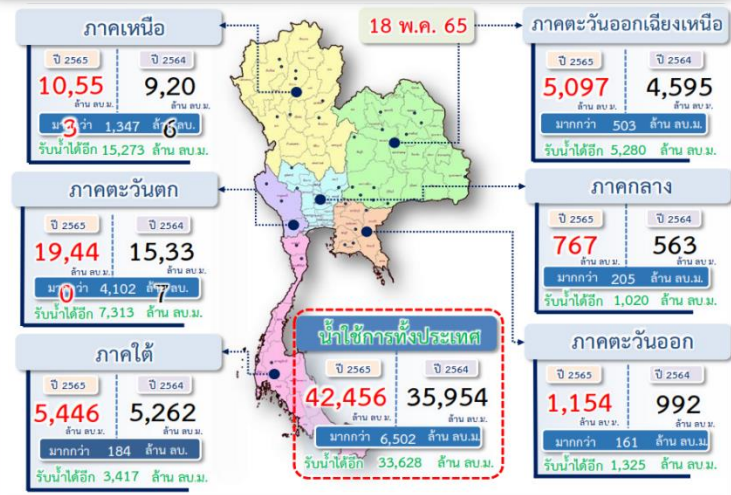 18 พ.ค. 65
ภาคเหนือ
ปี 2565 ปี 2564
10,55 9,20
ล้าน ลบ.ม.
3 6
มากกว่า 1,347 ล้าน ลบ.
รับน้ำได้อีก 15,273 ล้าน ลบ.ม.
ภาคตะวันออกเฉียงเหนือ
ปี 2565 ปี 2564
5,097 4,595
ล้าน ลบ.ม. ล้าน ลบ.ม.
มากกว่า 503 ล้าน ลบ.ม.
รับน้ำได้อีก 5,280 ล้าน ลบ.ม.
ภาคตะวันตก
ปี 2565 ปี 2564
19,44 15,33
ล้าน ลบ.ม. ล้าน ลบ.ม.
0 7
มากกว่า 4,102 ล้าน ลบ.
รับน้ำได้อีก 7,313 ล้าน ลบ.ม.
ภาคกลาง
ปี 2565 ปี 2564
767 563
ล้าน ลบ.ม. ล้าน ลบ.ม.
มากกว่า 205 ล้าน ลบ.ม.
รับน้ำได้อีก 1,020 ล้าน ลบ.ม.
ภาคใต้
ปี 2565 ปี 2564
5,446 5,262
ล้าน ลบ.ม. ล้าน ลบ.ม.
มากกว่า 184 ล้าน ลบ.ม.
รับน้ำได้อีก 3,417 ล้าน ลบ.ม.
น้ำใช้การทั้งประเทศ
ปี 2565 ปี 2564
42,456 35,954
ล้าน ลบ.ม. ล้าน ลบ.ม.
มากกว่า 6,502 ล้าน ลบ.ม.
รับน้ำได้อีก 33,628 ล้าน ลบ.ม.
ภาคตะวันออก
ปี 2565 ปี 2564
1,154 992
ล้าน ลบ.ม. ล้าน ลบ.ม.
มากกว่า 161 ล้าน ลบ.ม.
รับน้ำได้อีก 1,325 ล้าน ลบ.ม.